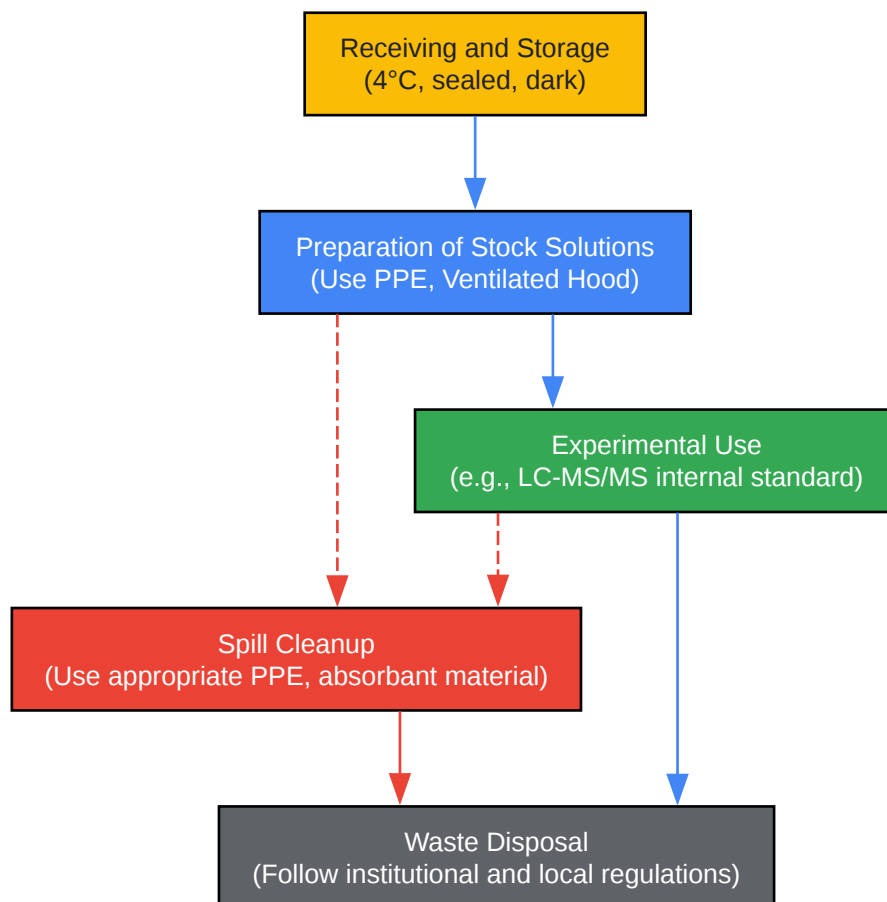 Receiving and Storage
(4°C, sealed, dark)
Preparation of Stock Solutions
(Use PPE, Ventilated Hood)
Experimental Use
(e.g., LC-MS/MS internal standard)
Spill Cleanup
(Use appropriate PPE, absorbant material)
Waste Disposal
(Follow institutional and local regulations)